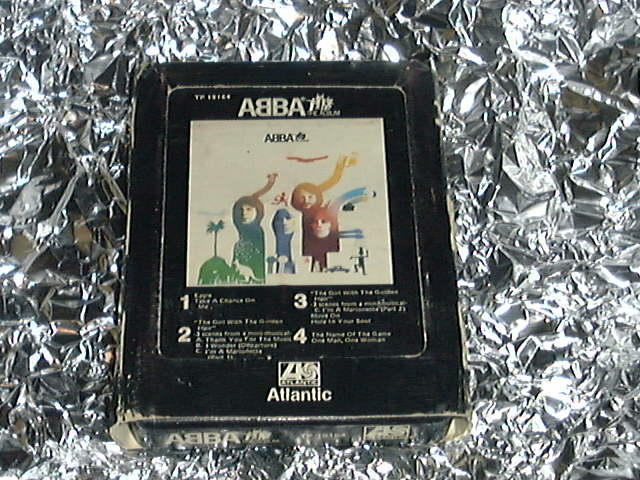 TP 19164
ABBA THE ALBUM
ABBA
1 Eagle
Take A Chance On
Me
2 "The Girl With The Golden
Hair"
3 scenes from a mini-musical-
A. Thank You For The Music
B. I Wonder (Departure)
C. I'm A Marionette
(Part 1)
3 "The Girl With The Golden
Hair"
3 scenes from a mini-musical-
C. I'm A Marionette (Part 2)
Move On
Hole In Your Soul
4 The Name Of The Game
One Man, One Woman
ATLANTIC
Atlantic
ABBA